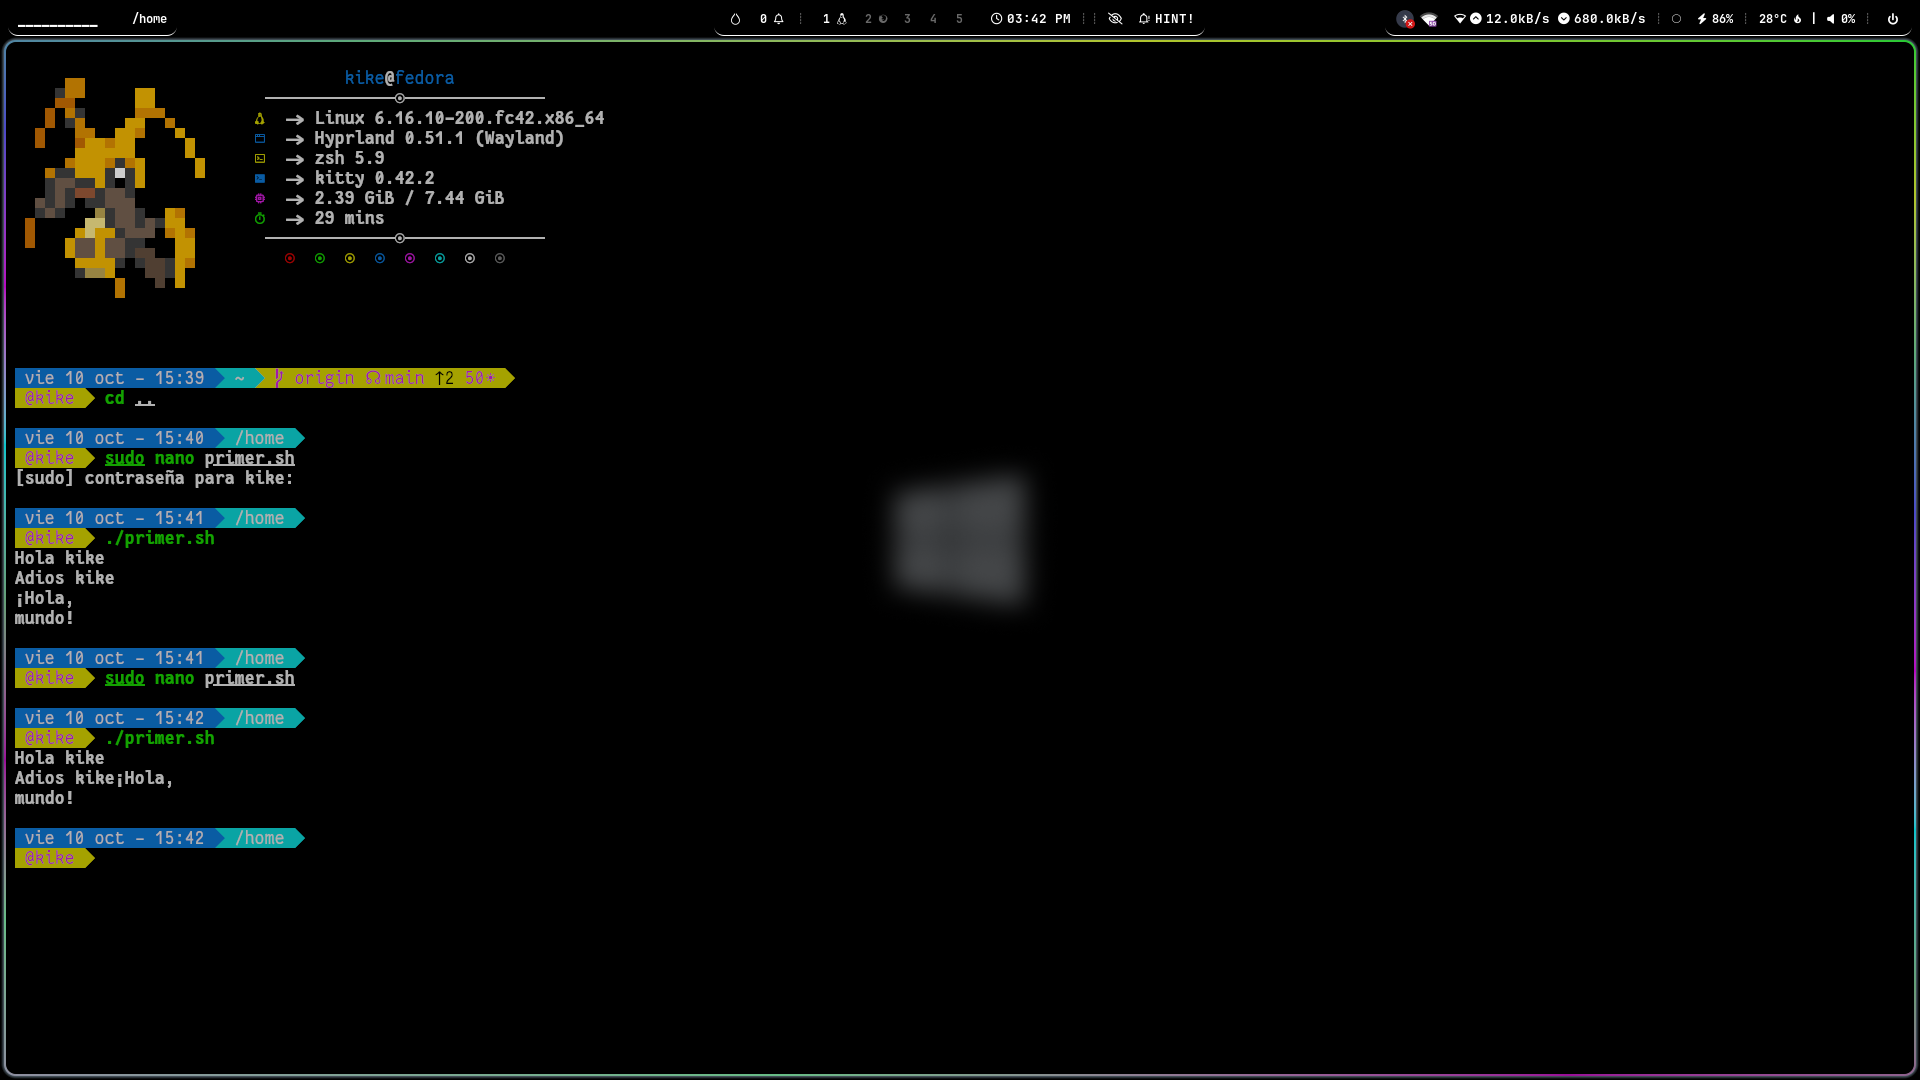 __________ /home 0 1 2 3 4 5 03:42 PM HINT! 12.0kB/s 680.0kB/s 86% 28°C 0%
kike@fedora
→ Linux 6.16.10-200.fc42.x86_64
→ Hyprland 0.51.1 (Wayland)
→ zsh 5.9
→ kitty 0.42.2
→ 2.39 GiB / 7.44 GiB
→ 29 mins
vie 10 oct - 15:39 ~ origin main ↑2 50*
@kike cd ..
vie 10 oct - 15:40 /home
@kike sudo nano primer.sh
[sudo] contraseña para kike:
vie 10 oct - 15:41 /home
@kike ./primer.sh
Hola kike
Adios kike
¡Hola,
mundo!
vie 10 oct - 15:41 /home
@kike sudo nano primer.sh
vie 10 oct - 15:42 /home
@kike ./primer.sh
Hola kike
Adios kike¡Hola,
mundo!
vie 10 oct - 15:42 /home
@kike